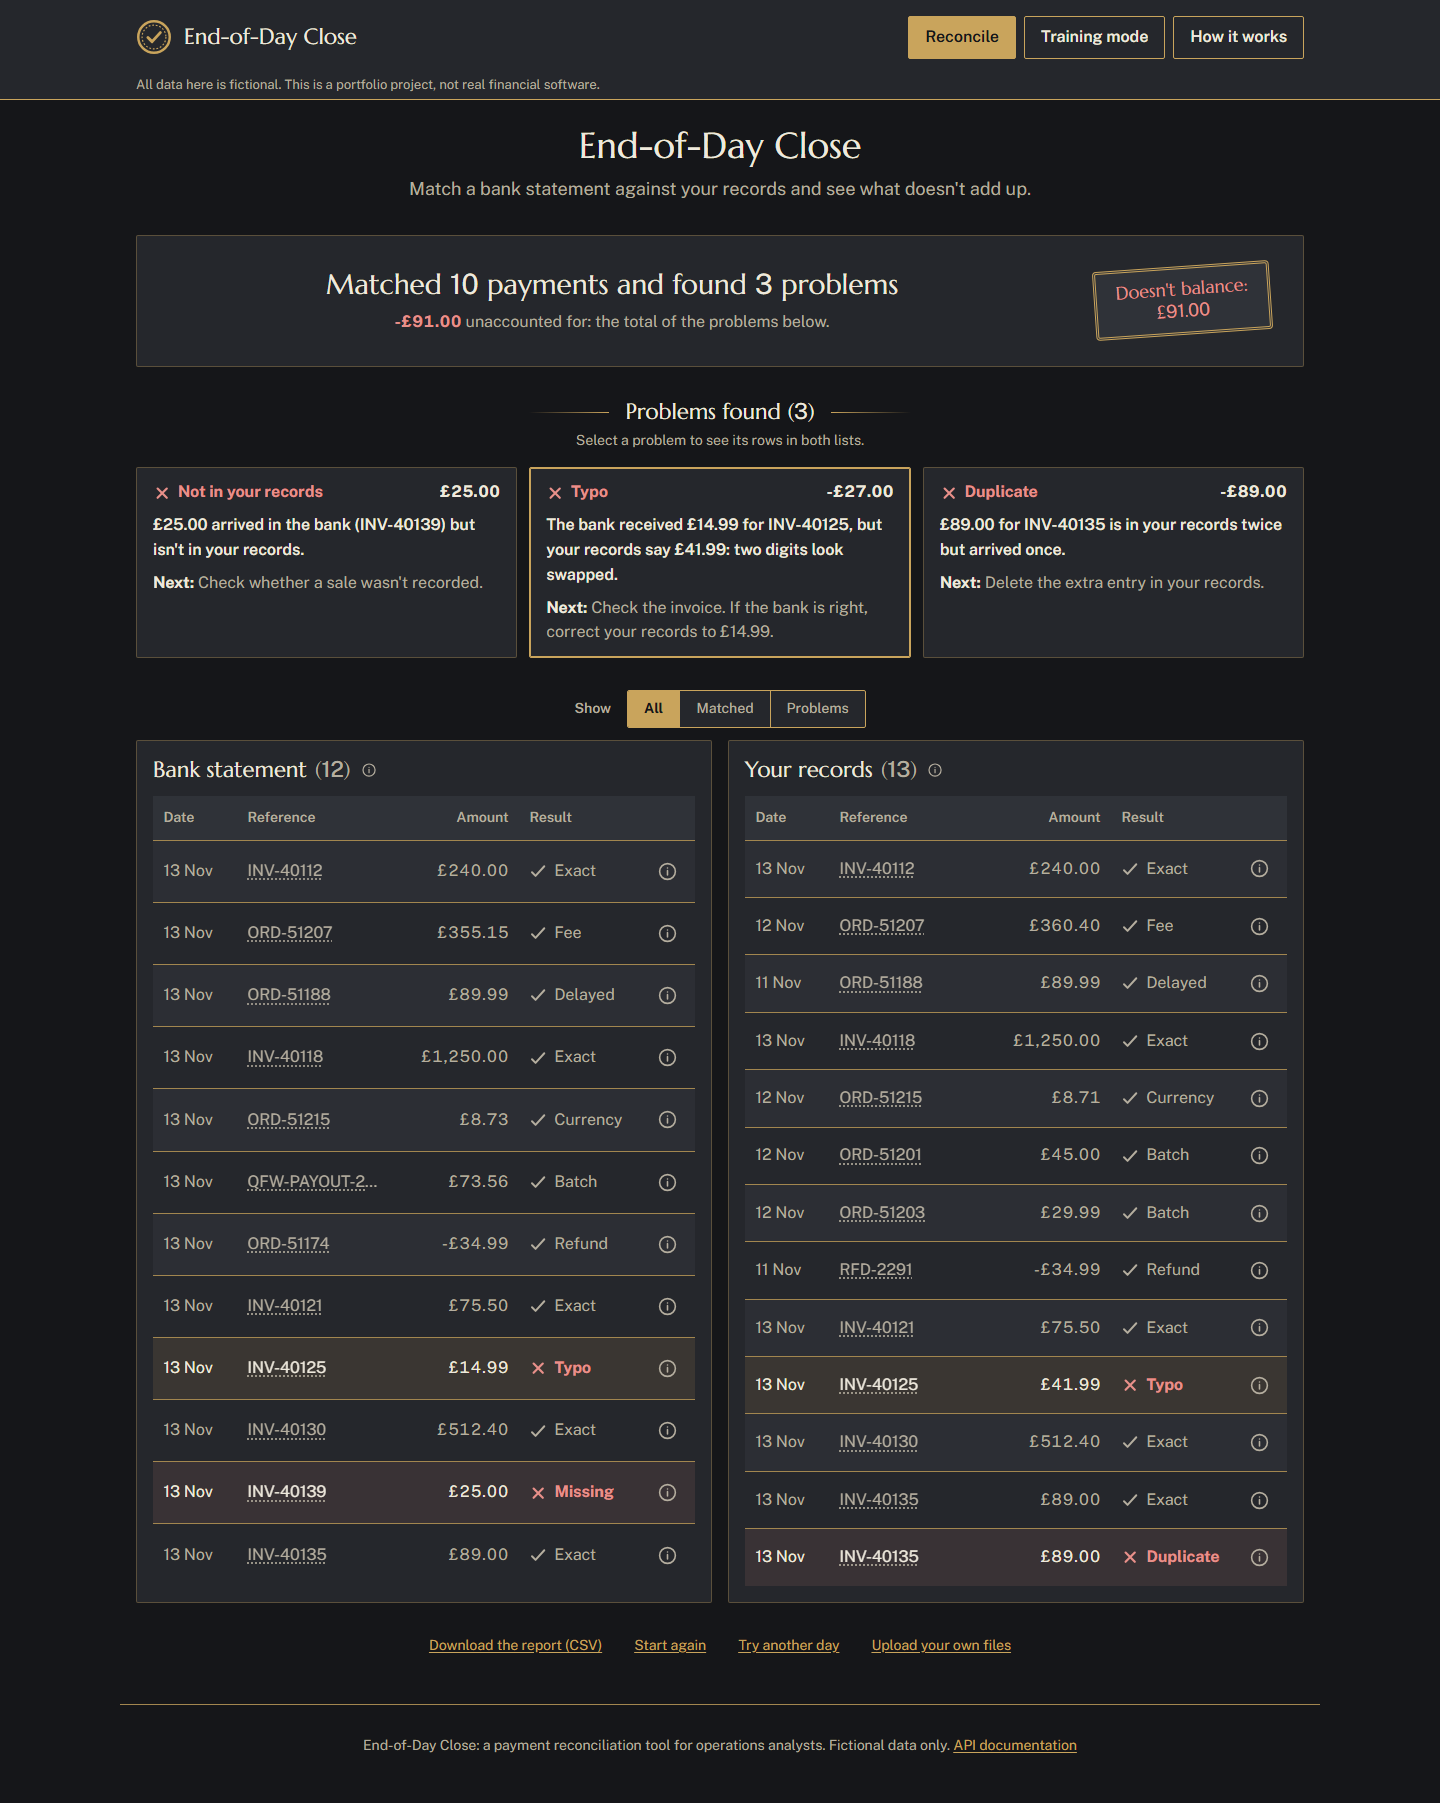 End-of-Day Close
Reconcile
Training mode
How it works
All data here is fictional. This is a portfolio project, not real financial software.
End-of-Day Close
Match a bank statement against your records and see what doesn't add up.
Matched 10 payments and found 3 problems
-£91.00 unaccounted for: the total of the problems below.
Doesn't balance:
£91.00
Problems found (3)
Select a problem to see its rows in both lists.
Not in your records £25.00
£25.00 arrived in the bank (INV-40139) but
isn't in your records.
Next: Check whether a sale wasn't recorded.
Typo -£27.00
The bank received £14.99 for INV-40125, but
your records say £41.99: two digits look
swapped.
Next: Check the invoice. If the bank is right,
correct your records to £14.99.
Duplicate -£89.00
£89.00 for INV-40135 is in your records twice
but arrived once.
Next: Delete the extra entry in your records.
Show All Matched Problems
Bank statement (12)
Date Reference Amount Result
13 Nov INV-40112 £240.00 Exact
13 Nov ORD-51207 £355.15 Fee
13 Nov ORD-51188 £89.99 Delayed
13 Nov INV-40118 £1,250.00 Exact
13 Nov ORD-51215 £8.73 Currency
13 Nov QFW-PAYOUT-2... £73.56 Batch
13 Nov ORD-51174 -£34.99 Refund
13 Nov INV-40121 £75.50 Exact
13 Nov INV-40125 £14.99 Typo
13 Nov INV-40130 £512.40 Exact
13 Nov INV-40139 £25.00 Missing
13 Nov INV-40135 £89.00 Exact
Your records (13)
Date Reference Amount Result
13 Nov INV-40112 £240.00 Exact
12 Nov ORD-51207 £360.40 Fee
11 Nov ORD-51188 £89.99 Delayed
13 Nov INV-40118 £1,250.00 Exact
12 Nov ORD-51215 £8.71 Currency
12 Nov ORD-51201 £45.00 Batch
12 Nov ORD-51203 £29.99 Batch
11 Nov RFD-2291 -£34.99 Refund
13 Nov INV-40121 £75.50 Exact
13 Nov INV-40125 £41.99 Typo
13 Nov INV-40130 £512.40 Exact
13 Nov INV-40135 £89.00 Exact
13 Nov INV-40135 £89.00 Duplicate
Download the report (CSV) Start again Try another day Upload your own files
End-of-Day Close: a payment reconciliation tool for operations analysts. Fictional data only. API documentation